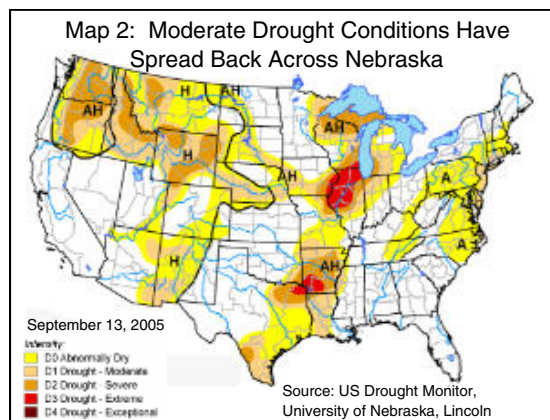 Map 2:  Moderate Drought Conditions Have
Spread Back Across Nebraska
AH
H
AH
AH
AH
H
A
A
H
AH
September 13, 2005
Intensity:
D0 Abnormally Dry
D1 Drought - Moderate
D2 Drought - Severe
D3 Drought - Extreme
D4 Drought - Exceptional
Source: US Drought Monitor,
University of Nebraska, Lincoln